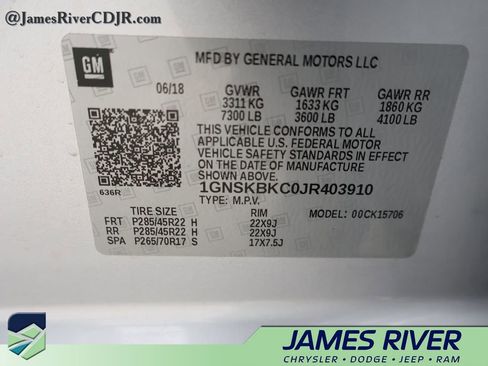 @JamesRiverCDJR.com
GM
MFD BY GENERAL MOTORS LLC
06/18 GVWR GAWR FRT GAWR RR
3311 KG 1633 KG 1860 KG
7300 LB 3600 LB 4100 LB
THIS VEHICLE CONFORMS TO ALL
APPLICABLE U.S. FEDERAL MOTOR
VEHICLE SAFETY STANDARDS IN
EFFECT ON THE DATE OF MANUFACTURE
SHOWN ABOVE.
1GNSKBKC0JR403910
636R
TYPE: M.P.V. MODEL: 00CK15706
TIRE SIZE RIM
FRT P285/45R22 H 22X9J
RR P285/45R22 H 22X9J
SPA P265/70R17 S 17X7.5J
JAMES RIVER
CHRYSLER • DODGE • JEEP • RAM